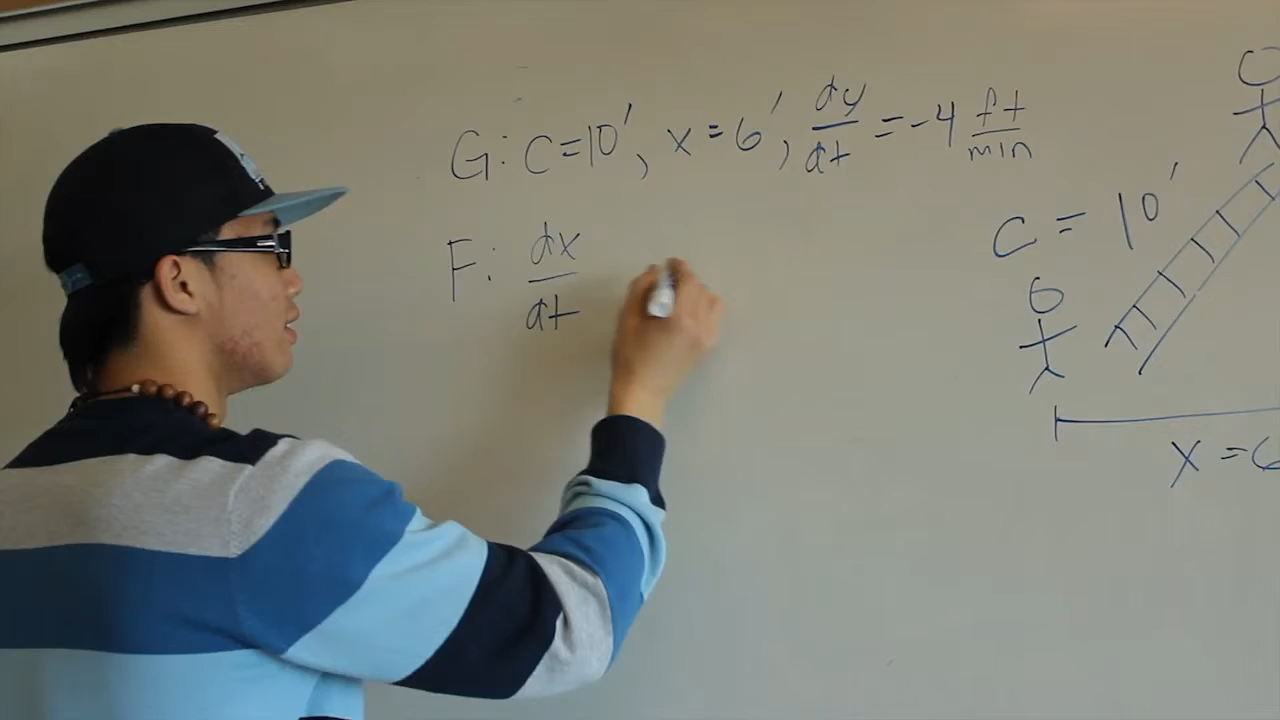 G: C=10', x=6', dy/dt = -4 ft/min
F: dx/dt
C = 10'
x = 6